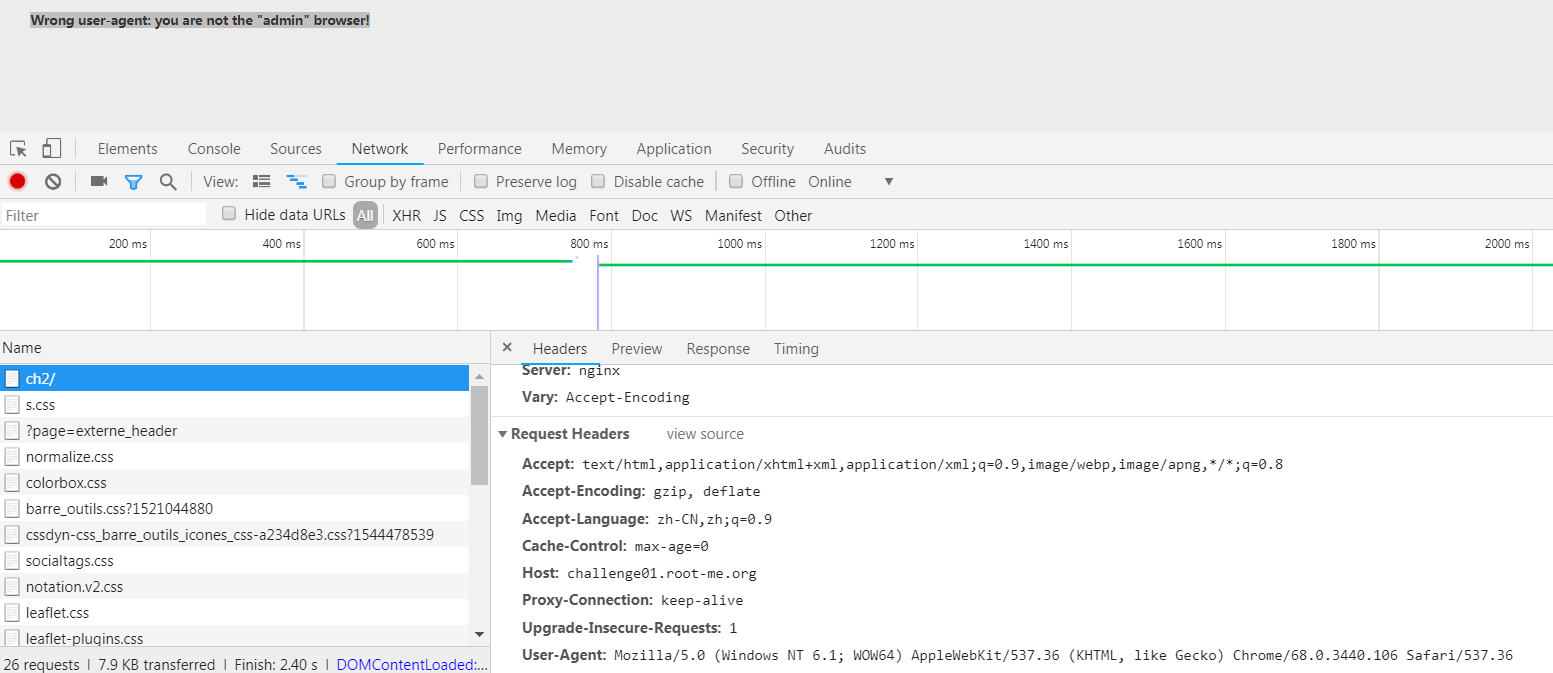 Wrong user-agent: you are not the "admin" browser!
Elements Console Sources Network Performance Memory Application Security Audits
View: Group by frame Preserve log Disable cache Offline Online
Filter Hide data URLs All XHR JS CSS Img Media Font Doc WS Manifest Other
200 ms 400 ms 600 ms 800 ms 1000 ms 1200 ms 1400 ms 1600 ms 1800 ms 2000 ms
Name
ch2/
s.css
?page=externe_header
normalize.css
colorbox.css
barre_outils.css?1521044880
cssdyn-css_barre_outils_icones_css-a234d8e3.css?1544478539
socialtags.css
notation.v2.css
leaflet.css
leaflet-plugins.css
26 requests | 7.9 KB transferred | Finish: 2.40 s | DOMContentLoaded:...
× Headers Preview Response Timing
Server: nginx
Vary: Accept-Encoding
Request Headers view source
Accept: text/html,application/xhtml+xml,application/xml;q=0.9,image/webp,image/apng,*/*;q=0.8
Accept-Encoding: gzip, deflate
Accept-Language: zh-CN,zh;q=0.9
Cache-Control: max-age=0
Host: challenge01.root-me.org
Proxy-Connection: keep-alive
Upgrade-Insecure-Requests: 1
User-Agent: Mozilla/5.0 (Windows NT 6.1; WOW64) AppleWebKit/537.36 (KHTML, like Gecko) Chrome/68.0.3440.106 Safari/537.36